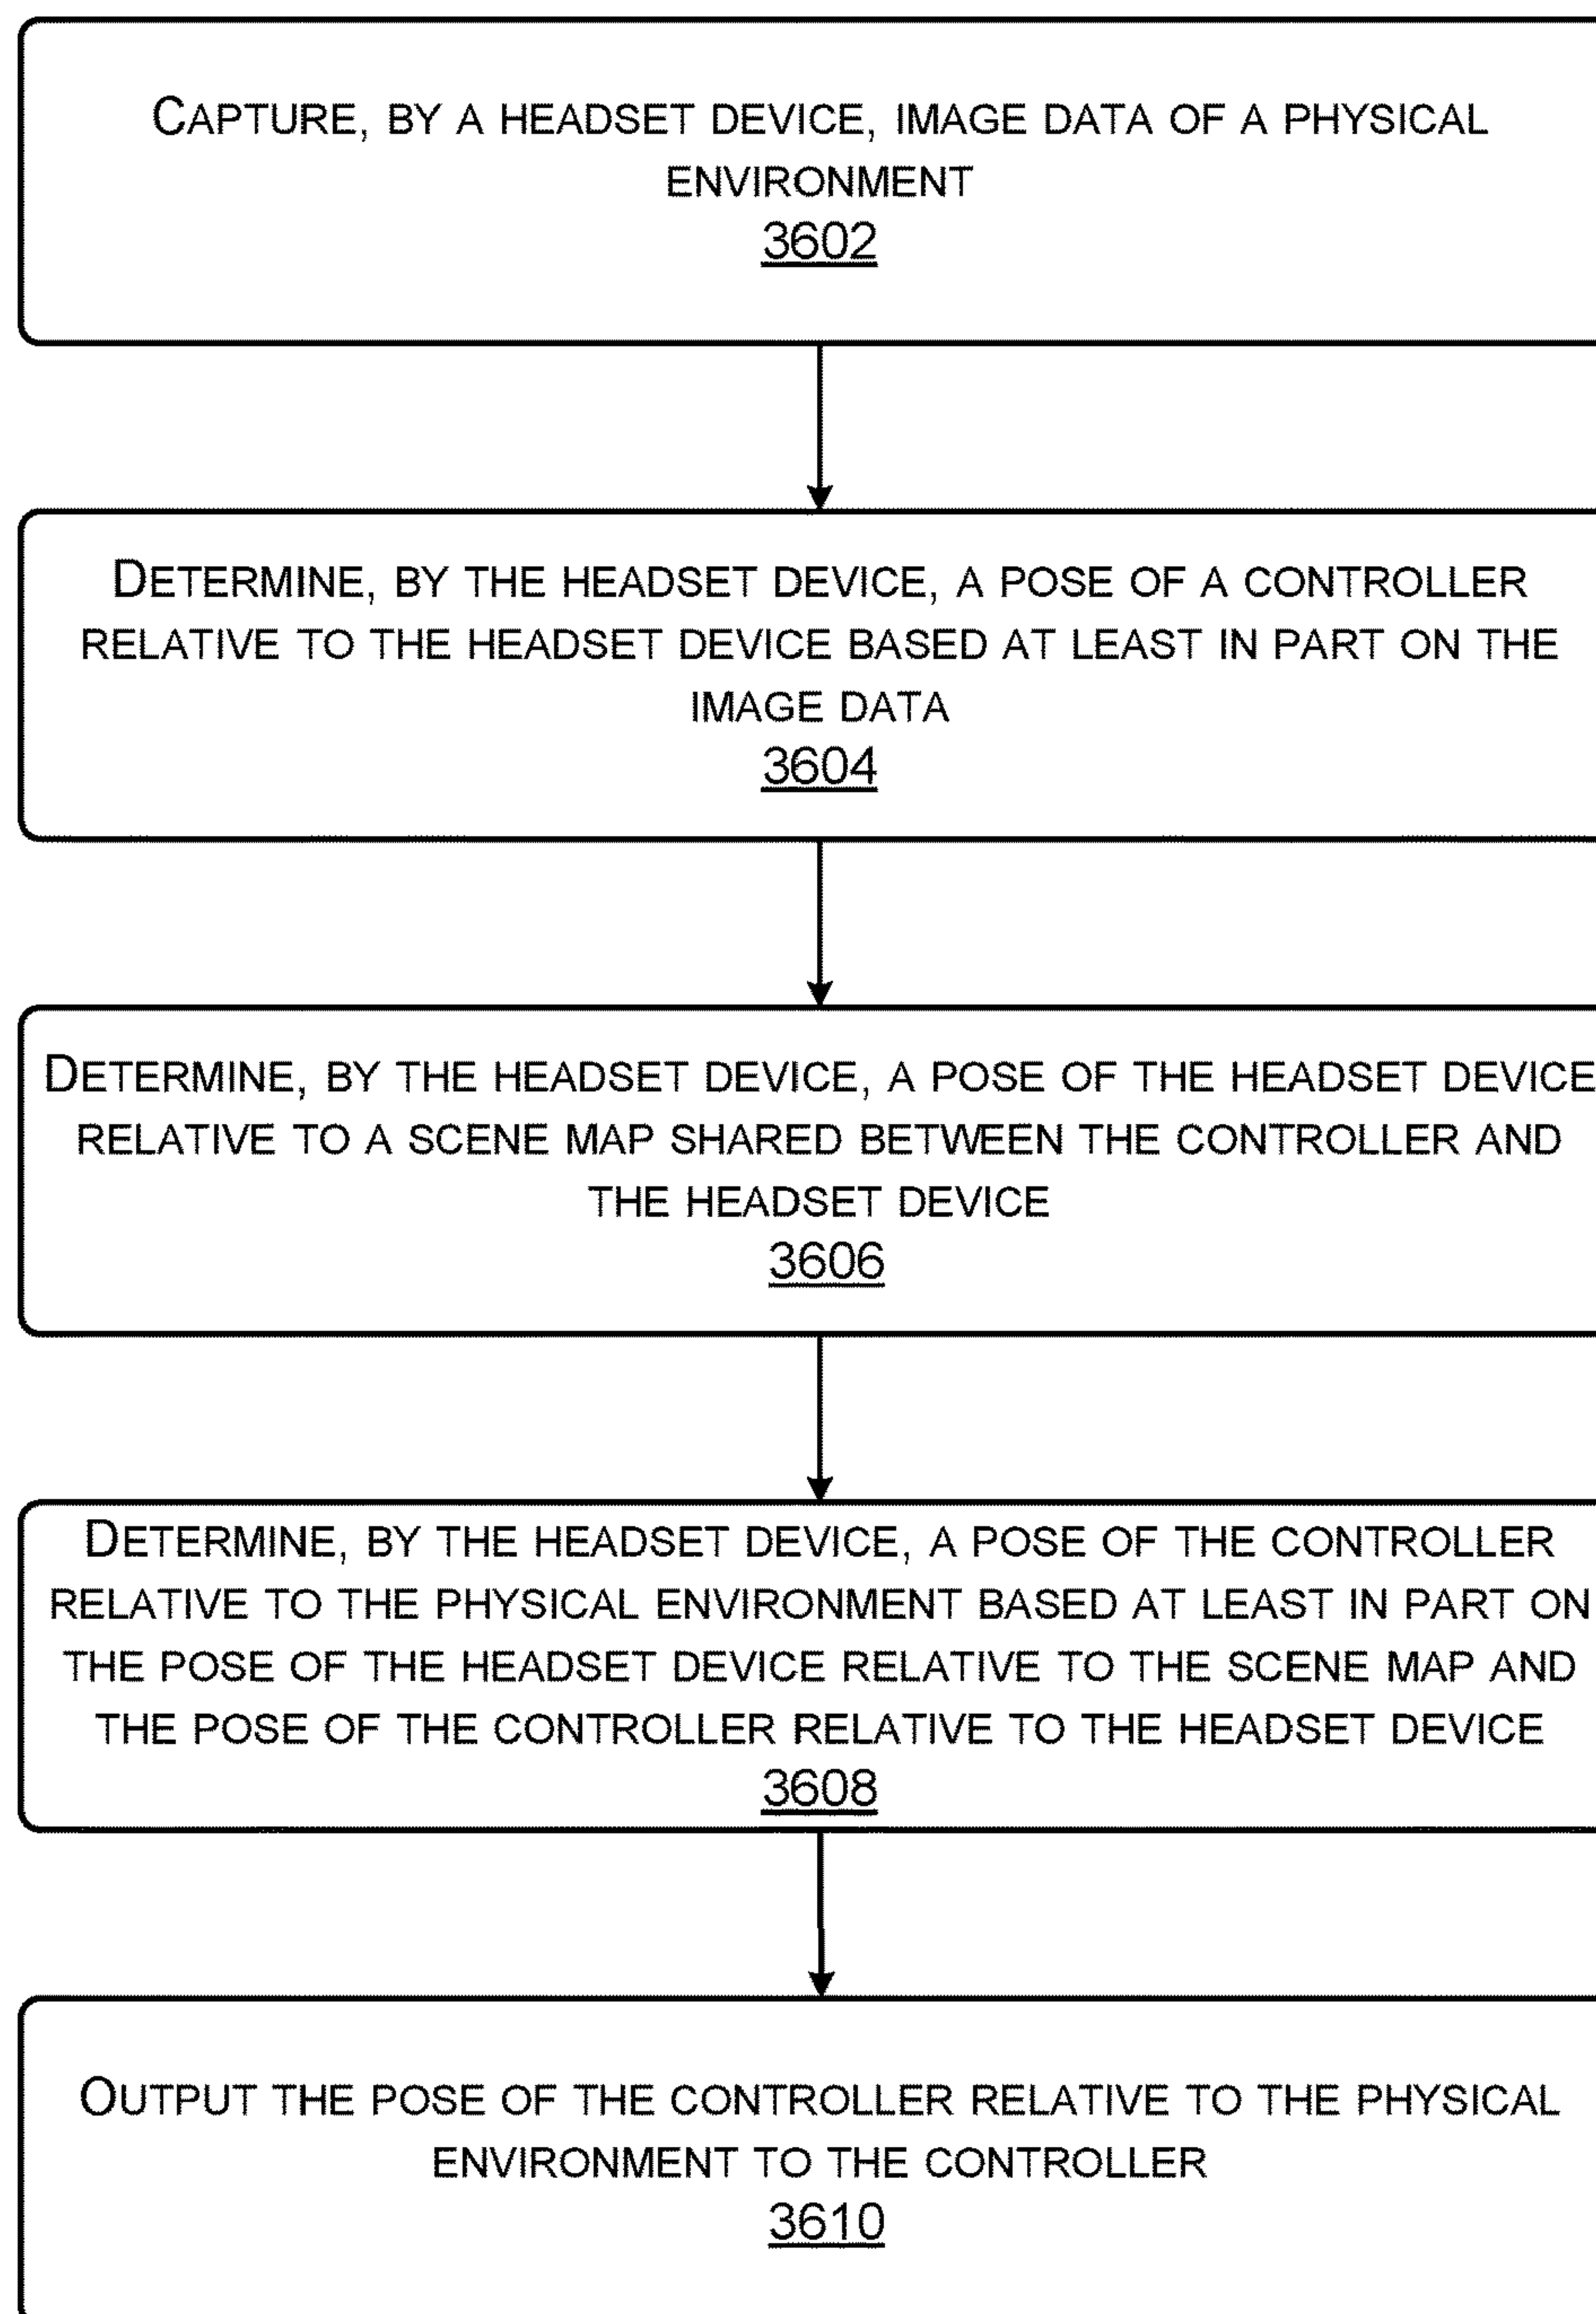 CAPTURE, BY A HEADSET DEVICE, IMAGE DATA OF A PHYSICAL
ENVIRONMENT
3602
DETERMINE, BY THE HEADSET DEVICE, A POSE OF A CONTROLLER
RELATIVE TO THE HEADSET DEVICE BASED AT LEAST IN PART ON THE
IMAGE DATA
3604
DETERMINE, BY THE HEADSET DEVICE, A POSE OF THE HEADSET DEVICE
RELATIVE TO A SCENE MAP SHARED BETWEEN THE CONTROLLER AND
THE HEADSET DEVICE
3606
DETERMINE, BY THE HEADSET DEVICE, A POSE OF THE CONTROLLER
RELATIVE TO THE PHYSICAL ENVIRONMENT BASED AT LEAST IN PART ON
THE POSE OF THE HEADSET DEVICE RELATIVE TO THE SCENE MAP AND
THE POSE OF THE CONTROLLER RELATIVE TO THE HEADSET DEVICE
3608
OUTPUT THE POSE OF THE CONTROLLER RELATIVE TO THE PHYSICAL
ENVIRONMENT TO THE CONTROLLER
3610